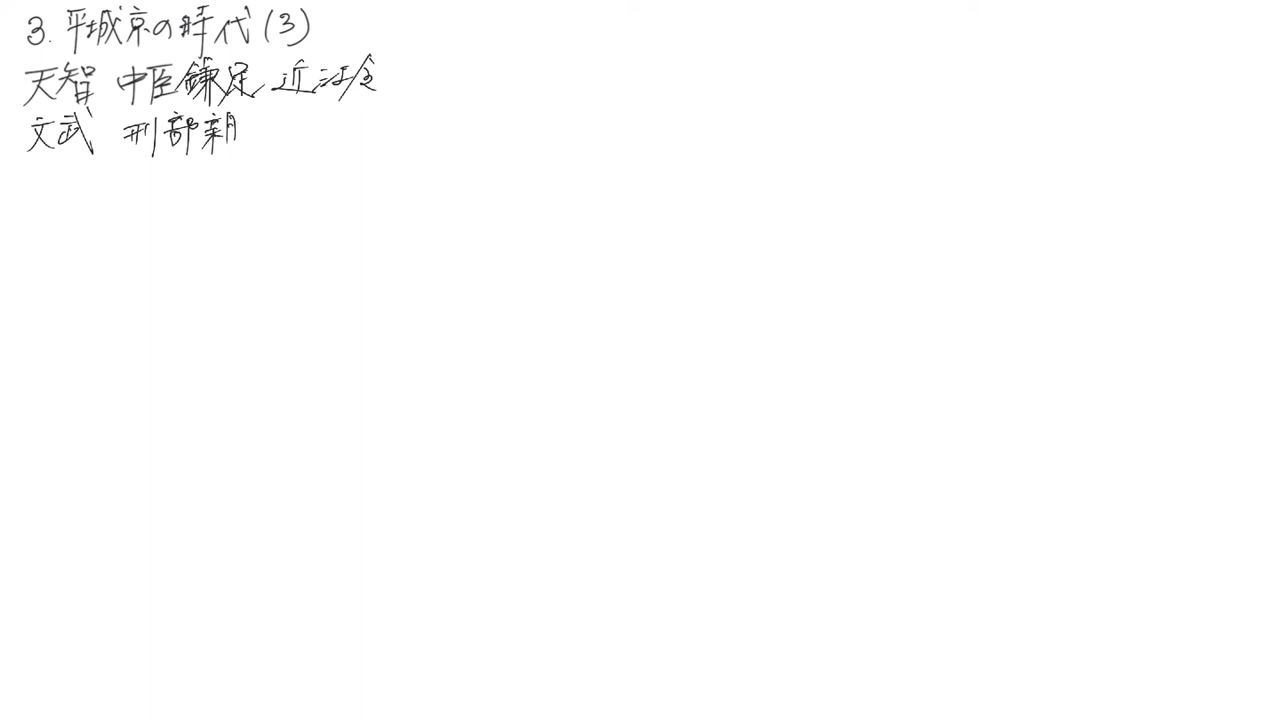 3. 平城京の時代(3)
天智 中臣鎌足 近江令
文武 刑部親